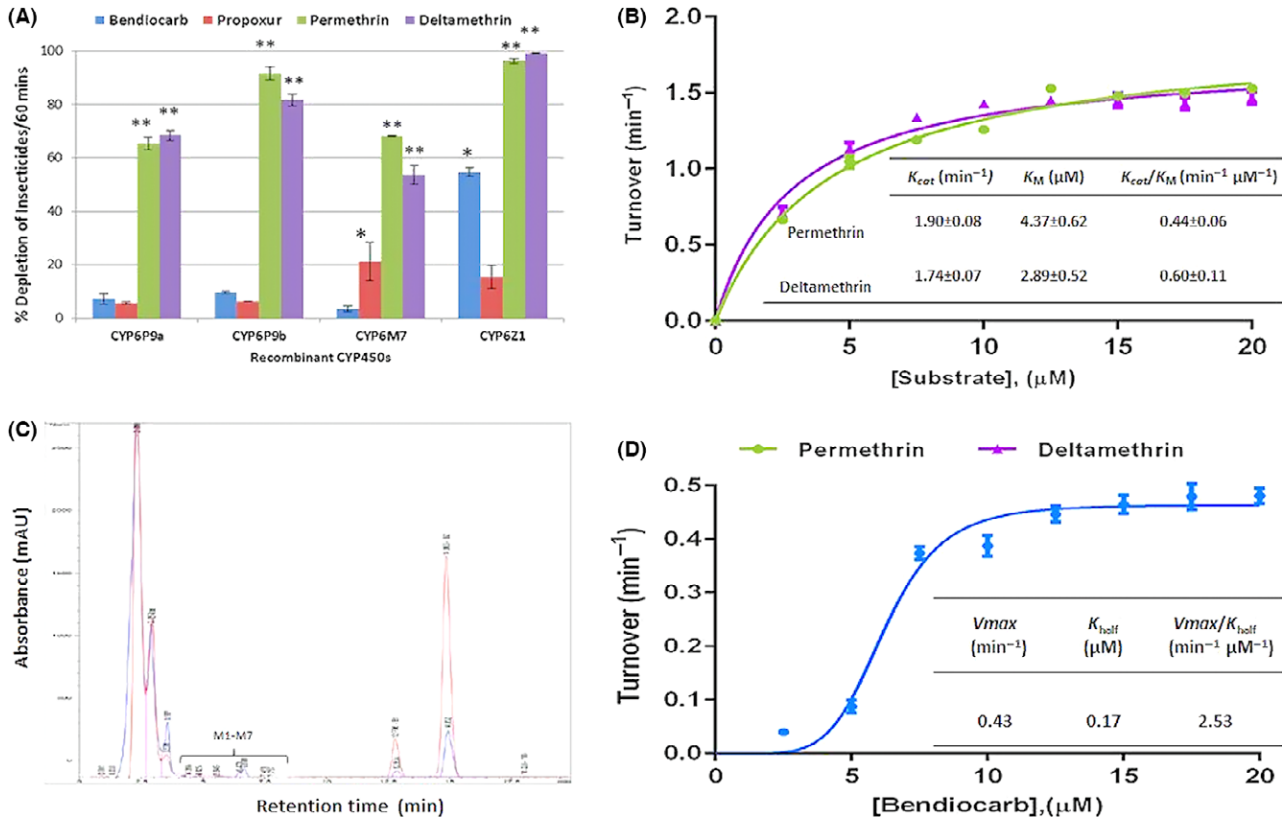 (A)
Bendiocarb Propoxur Permethrin Deltamethrin
% Depletion of Insecticides/60 mins
100
80
60
40
20
0
** ** ** ** ** ** ** ** * *
CYP6P9a CYP6P9b CYP6M7 CYP6Z1
Recombinant CYP450s
(B)
Turnover (min⁻¹)
2.0
1.5
1.0
0.5
0.0
0 5 10 15 20
[Substrate], (μM)
Kcat (min⁻¹) KM (μM) Kcat/KM (min⁻¹ μM⁻¹)
Permethrin 1.90±0.08 4.37±0.62 0.44±0.06
Deltamethrin 1.74±0.07 2.89±0.52 0.60±0.11
(C)
Absorbance (mAU)
M1-M7
Retention time (min)
Permethrin Deltamethrin
(D)
Turnover (min⁻¹)
0.5
0.4
0.3
0.2
0.1
0.0
0 5 10 15 20
[Bendiocarb],(μM)
Vmax (min⁻¹) Khalf (μM) Vmax/Khalf (min⁻¹ μM⁻¹)
0.43 0.17 2.53